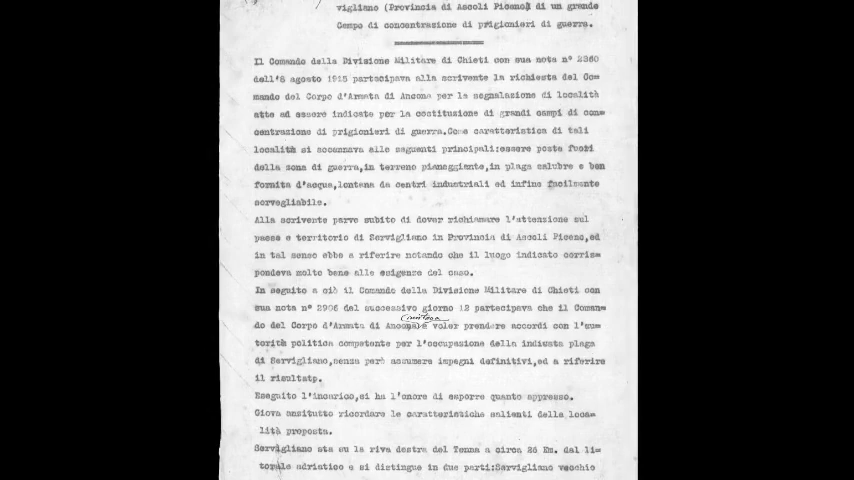 vigliano (Provincia di Ascoli Piceno) di un grande
Campo di concentrazione di prigionieri di guerra.
Il Comando della Divisione Militare di Chieti con sua nota n° 2360
dell'8 agosto 1915 partecipava alla scrivente la richiesta del Co=
mando del Corpo d'Armata di Ancona per la segnalazione di località
atte ad essere indicate per la costituzione di grandi campi di con=
centrazione di prigionieri di guerra.Come caratteristica di tali
località si accennava alle seguenti principali:essere poste fuori
della zona di guerra,in terreno pianeggiante,in plaga salubre e ben
fornita d'acqua,lontana da centri industriali ed infine facilmente
sorvegliabile.
Alla scrivente parve subito di dover richiamare l'attenzione sul
paese e territorio di Servigliano in Provincia di Ascoli Piceno,ed
in tal senso ebbe a riferire notando che il luogo indicato corris=
pondeva molto bene alle esigenze del caso.
In seguito a ciò il Comando della Divisione Militare di Chieti con
sua nota n° 2906 del successivo giorno 12 partecipava che il Coman=
do del Corpo d'Armata di Ancona voler prendere accordi con l'au=
torità politica competente per l'occupazione della indicata plaga
di Servigliano,senza però assumere impegni definitivi,ed a riferire
il risultatp.
Eseguito l'incarico,si ha l'onore di esporre quanto appresso.
Giova anzitutto ricordare le caratteristiche salienti della loca=
lità proposta.
Servigliano sta su la riva destra del Tenna a circa 26 Km. dal li=
torale adriatico e si distingue in due parti:Servigliano vecchio